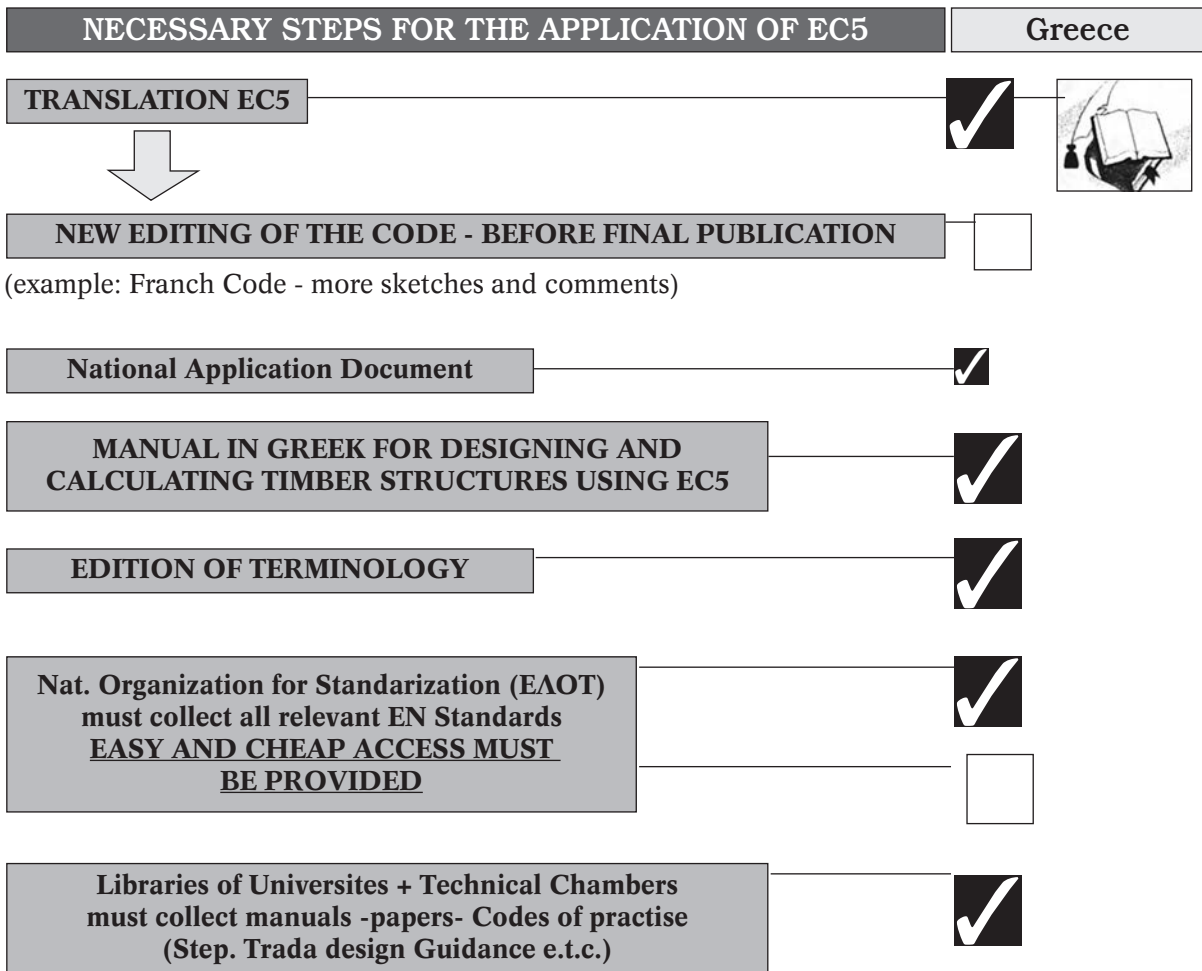 NECESSARY STEPS FOR THE APPLICATION OF EC5
Greece
TRANSLATION EC5
NEW EDITING OF THE CODE - BEFORE FINAL PUBLICATION
(example: Franch Code - more sketches and comments)
National Application Document
MANUAL IN GREEK FOR DESIGNING AND
CALCULATING TIMBER STRUCTURES USING EC5
EDITION OF TERMINOLOGY
Nat. Organization for Standarization (ΕΛΟΤ)
must collect all relevant EN Standards
EASY AND CHEAP ACCESS MUST
BE PROVIDED
Libraries of Universites + Technical Chambers
must collect manuals -papers- Codes of practise
(Step. Trada design Guidance e.t.c.)